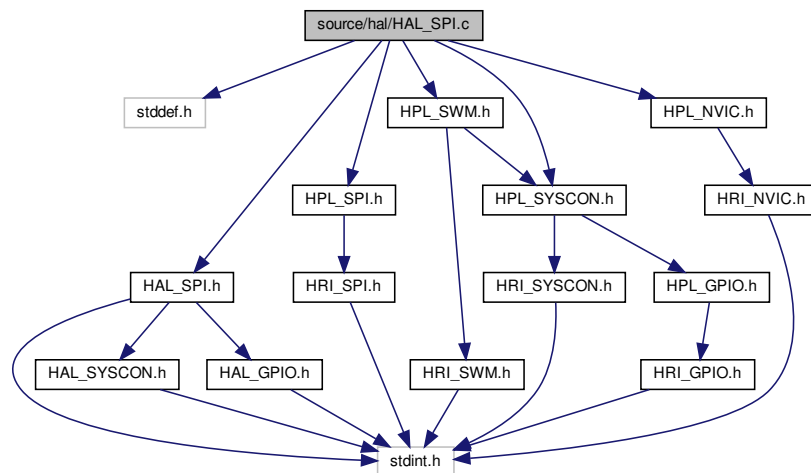 source/hal/HAL_SPI.c
stddef.h
HPL_SWM.h
HPL_NVIC.h
HPL_SPI.h
HPL_SYSCON.h
HRI_NVIC.h
HAL_SPI.h
HRI_SPI.h
HRI_SYSCON.h
HPL_GPIO.h
HAL_SYSCON.h
HAL_GPIO.h
HRI_SWM.h
HRI_GPIO.h
stdint.h